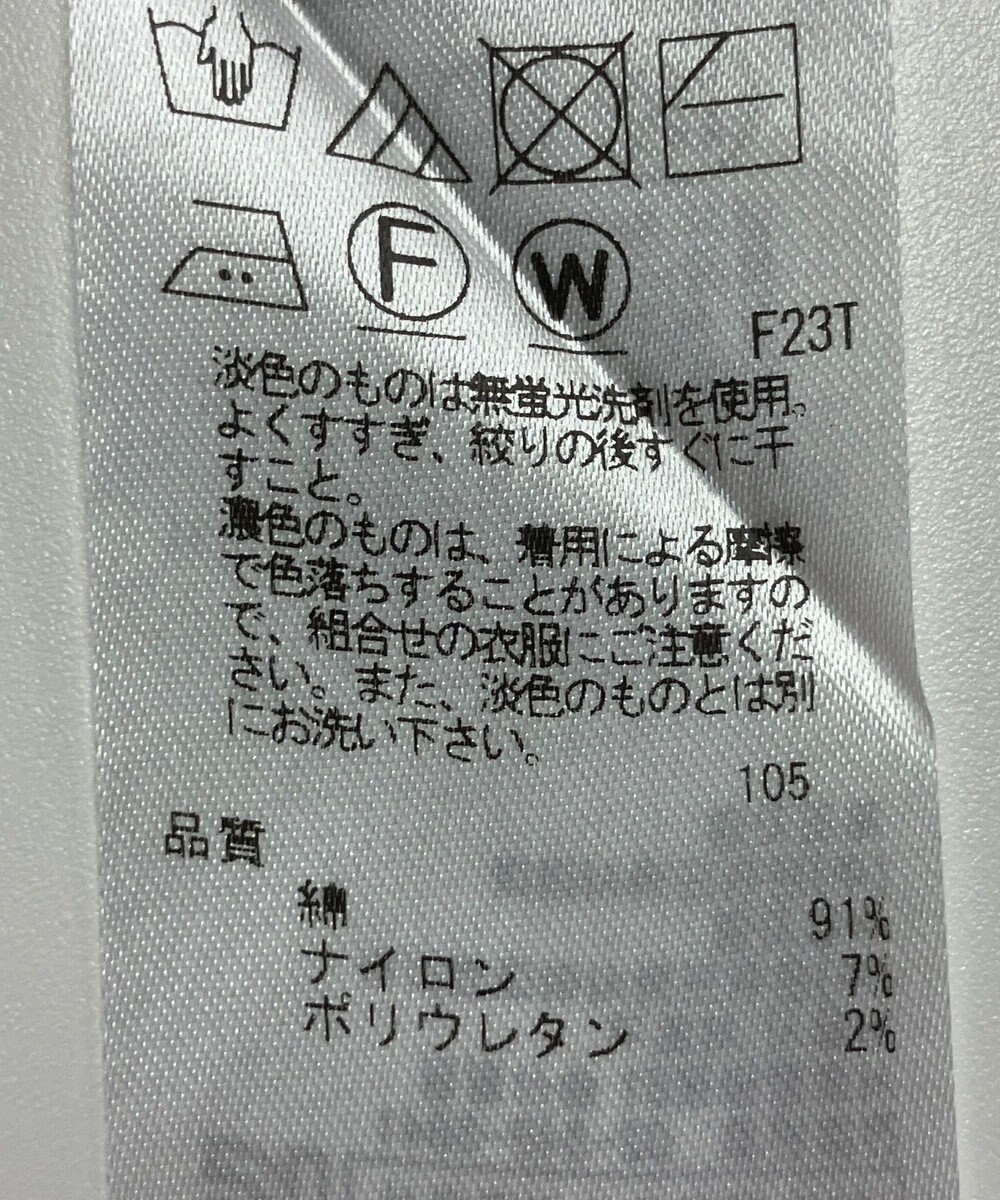 F
W
F23T
淡色のものは無蛍光洗剤を使用。
よくすすぎ、絞りの後すぐに干
すこと。
濃色のものは、着用による摩擦
で色落ちすることがありますの
で、組合せの衣服にご注意くだ
さい。また、淡色のものとは別
にお洗い下さい。
105
品質
綿 91%
ナイロン 7%
ポリウレタン 2%